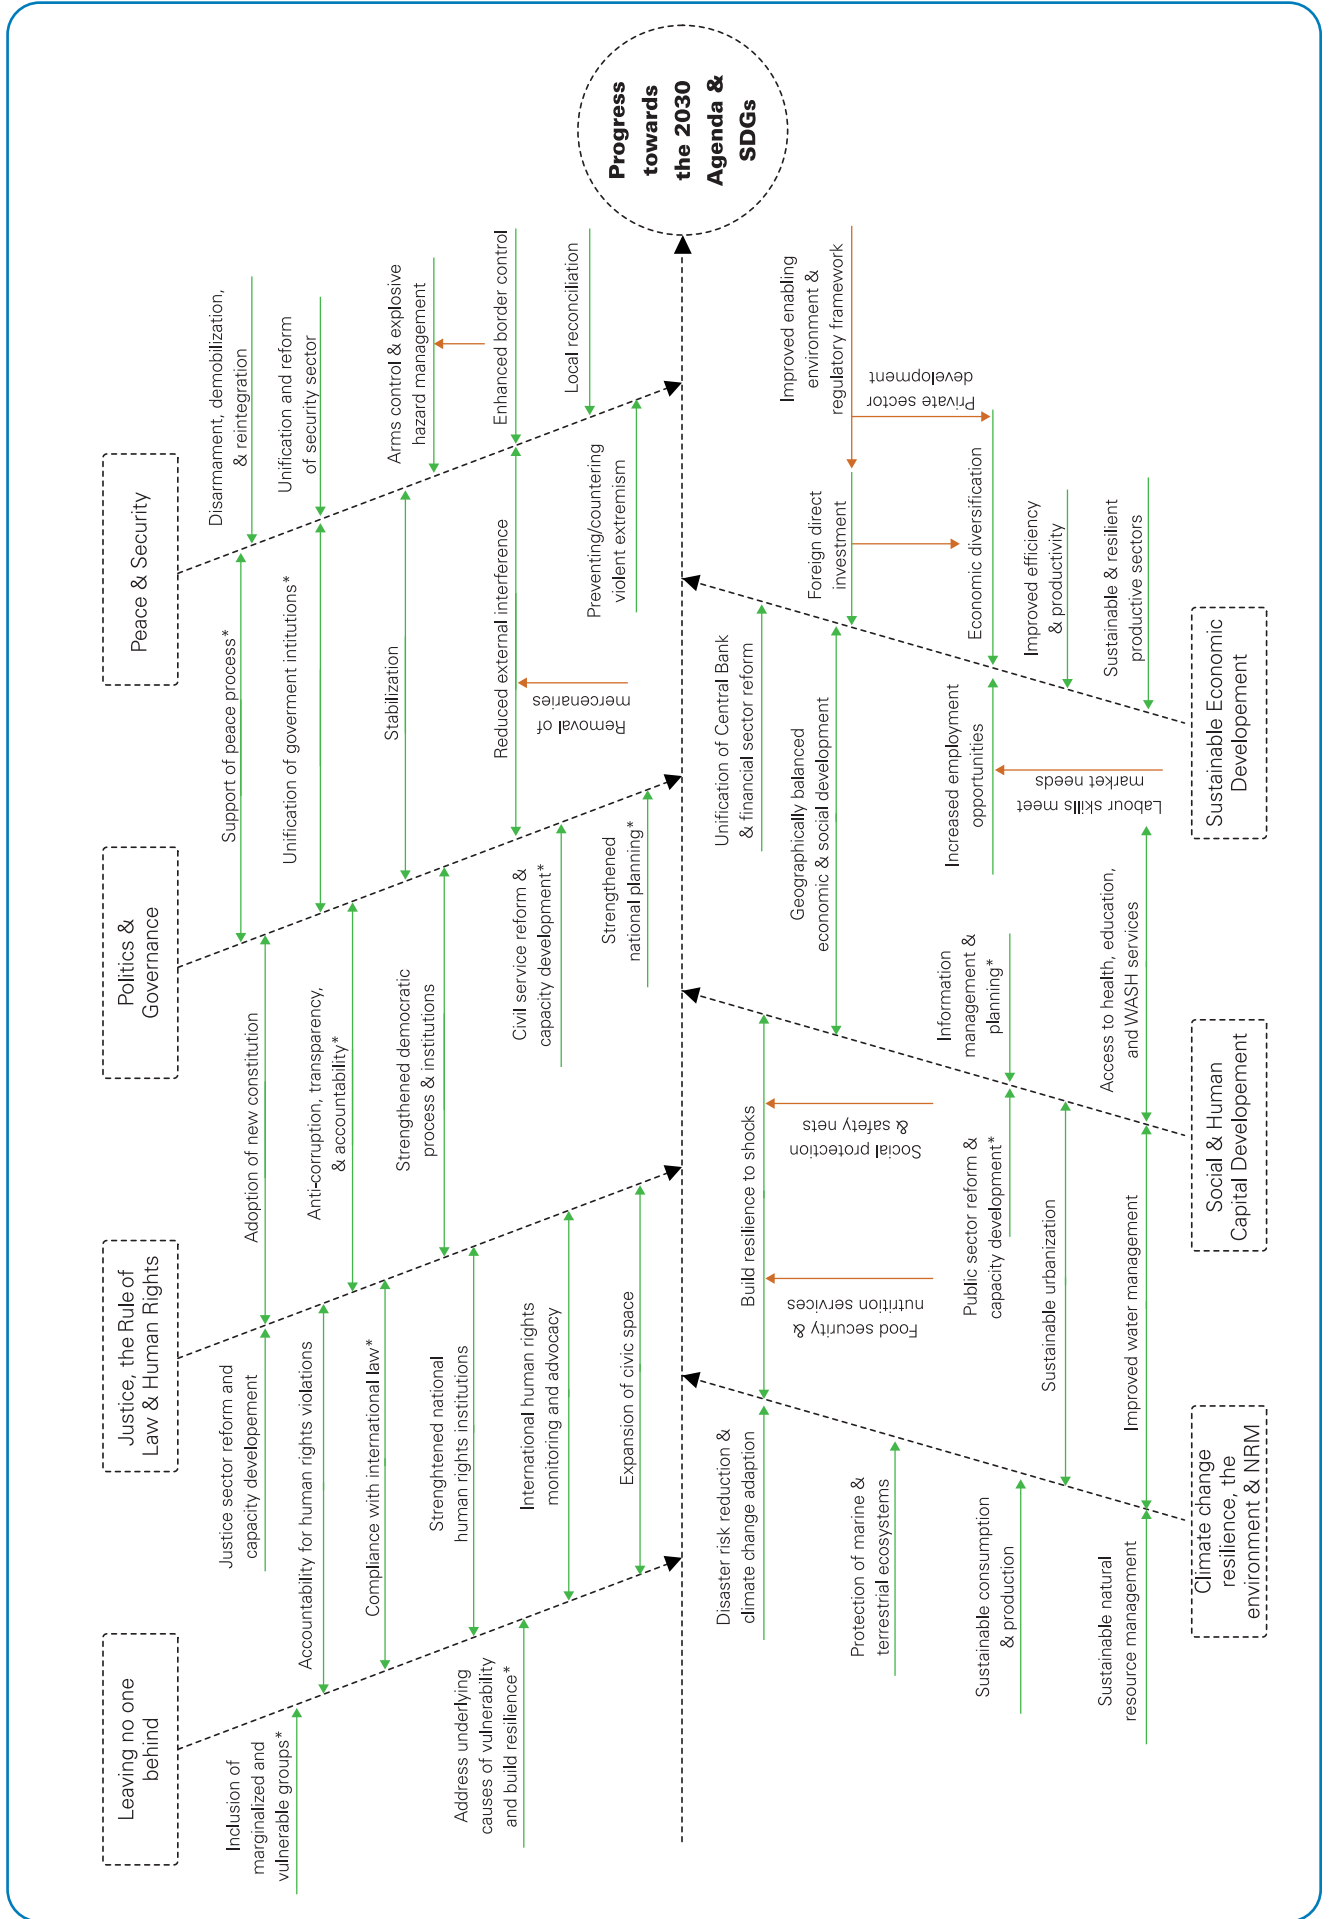 Leaving no one
behind
Justice, the Rule of
Law & Human Rights
Politics &
Governance
Peace & Security
Inclusion of
marginalized and
vulnerable groups*
Address underlying
causes of vulnerability
and build resilience*
Justice sector reform and
capacity developement
Accountability for human rights violations
Compliance with international law*
Strenghtened national
human rights institutions
International human rights
monitoring and advocacy
Expansion of civic space
Adoption of new constitution
Anti-corruption, transparency,
& accountability*
Strengthened democratic
process & institutions
Civil service reform &
capacity development*
Strengthened
national planning*
Support of peace process*
Unification of goverment intitutions*
Stabilization
Reduced external interference
Removal of
mercenaries
Preventing/countering
violent extremism
Disarmament, demobilization,
& reintegration
Unification and reform
of security sector
Arms control & explosive
hazard management
Enhanced border control
Local reconciliation
Progress
towards
the 2030
Agenda &
SDGs
Disaster risk reduction &
climate change adaption
Protection of marine &
terrestrial ecosystems
Sustainable consumption
& production
Sustainable natural
resource management
Build resilience to shocks
Food security &
nutrition services
Social protection
& safety nets
Public sector reform &
capacity development*
Sustainable urbanization
Improved water management
Unification of Central Bank
& financial sector reform
Geographically balanced
economic & social development
Information
management &
planning*
Increased employment
opportunities
Labour skills meet
market needs
Access to health, education,
and WASH services
Improved enabling
environment &
regulatory framework
Private sector
development
Foreign direct
investment
Economic diversification
Improved efficiency
& productivity
Sustainable & resilient
productive sectors
Climate change
resilience, the
environment & NRM
Social & Human
Capital Developement
Sustainable Economic
Developement